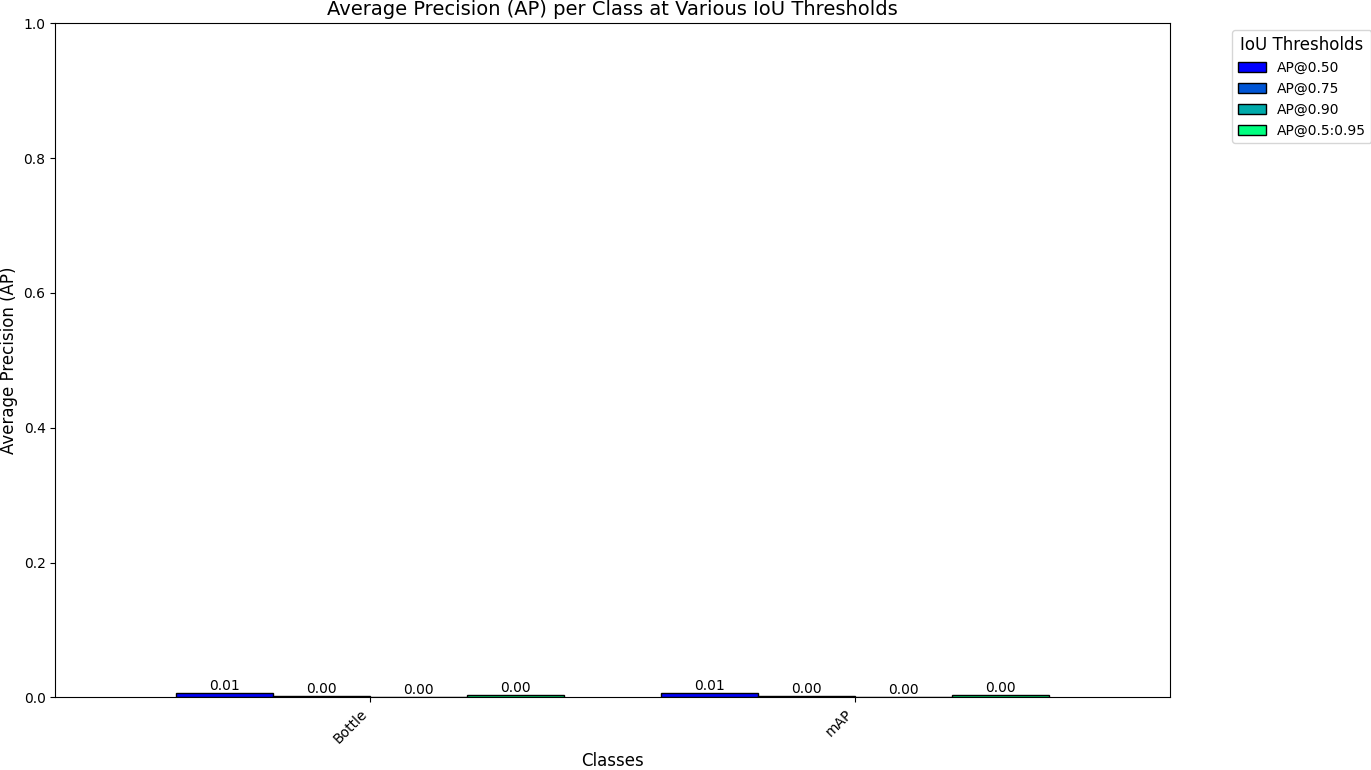 Average Precision (AP) per Class at Various IoU Thresholds
1.0
0.8
0.6
0.4
0.2
0.0
Average Precision (AP)
0.01
0.00
0.00
0.00
0.01
0.00
0.00
0.00
Bottle
mAP
Classes
IoU Thresholds
AP@0.50
AP@0.75
AP@0.90
AP@0.5:0.95